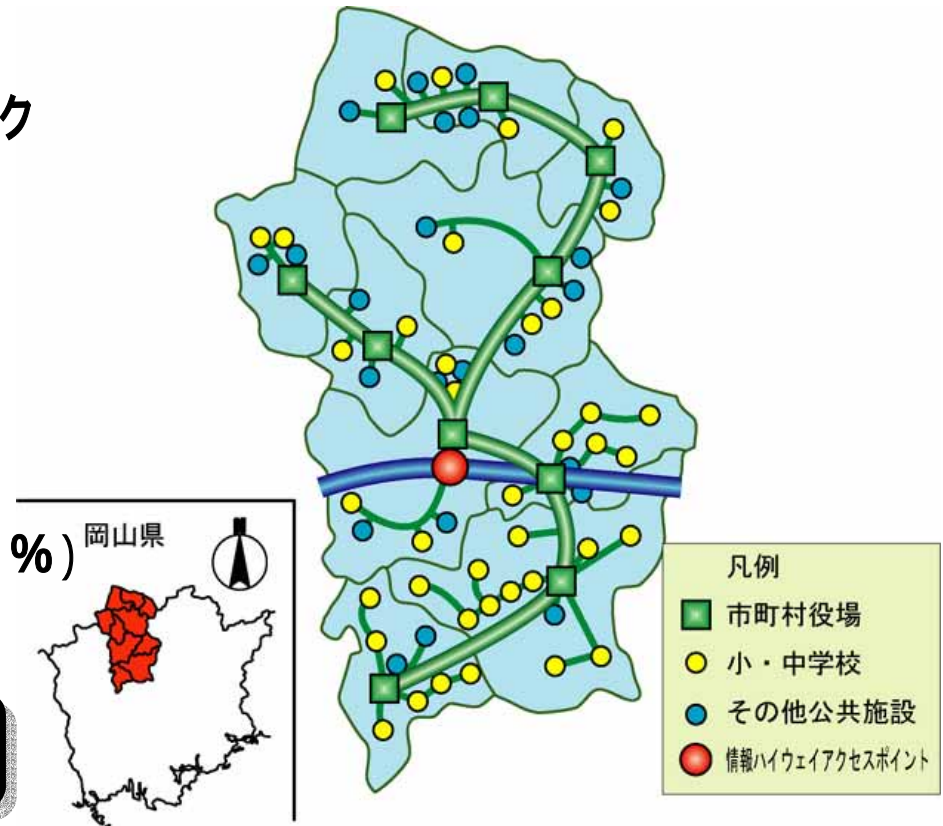 ク
%)
岡山県
凡例
市町村役場
小・中学校
その他公共施設
情報ハイウェイアクセスポイント